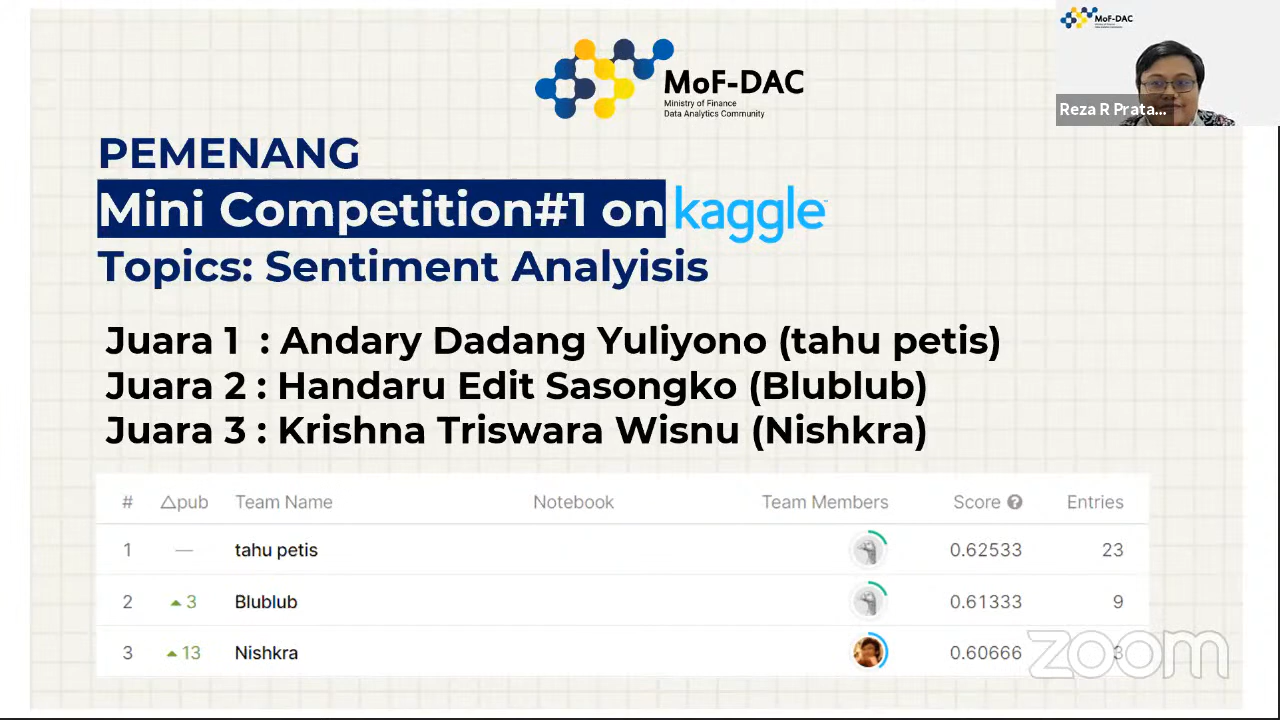 MoF-DAC
Ministry of Finance
Data Analytics Community
MoF-DAC
Reza R Prata...
PEMENANG
Mini Competition#1 on kaggle
Topics: Sentiment Analyisis
Juara 1 : Andary Dadang Yuliyono (tahu petis)
Juara 2 : Handaru Edit Sasongko (Blublub)
Juara 3 : Krishna Triswara Wisnu (Nishkra)
# △pub Team Name Notebook Team Members Score Entries
1 — tahu petis 0.62533 23
2 ▲ 3 Blublub 0.61333 9
3 ▲ 13 Nishkra 0.60666 3
zoom